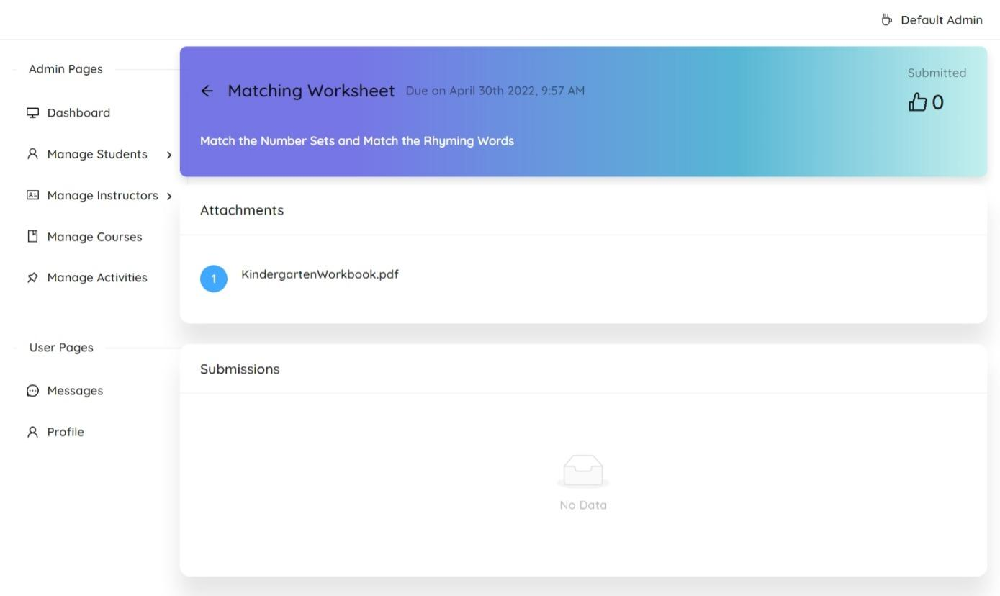 Default Admin
Admin Pages
Dashboard
Manage Students
Manage Instructors
Manage Courses
Manage Activities
User Pages
Messages
Profile
Matching Worksheet Due on April 30th 2022, 9:57 AM
Match the Number Sets and Match the Rhyming Words
Submitted
0
Attachments
1 KindergartenWorkbook.pdf
Submissions
No Data